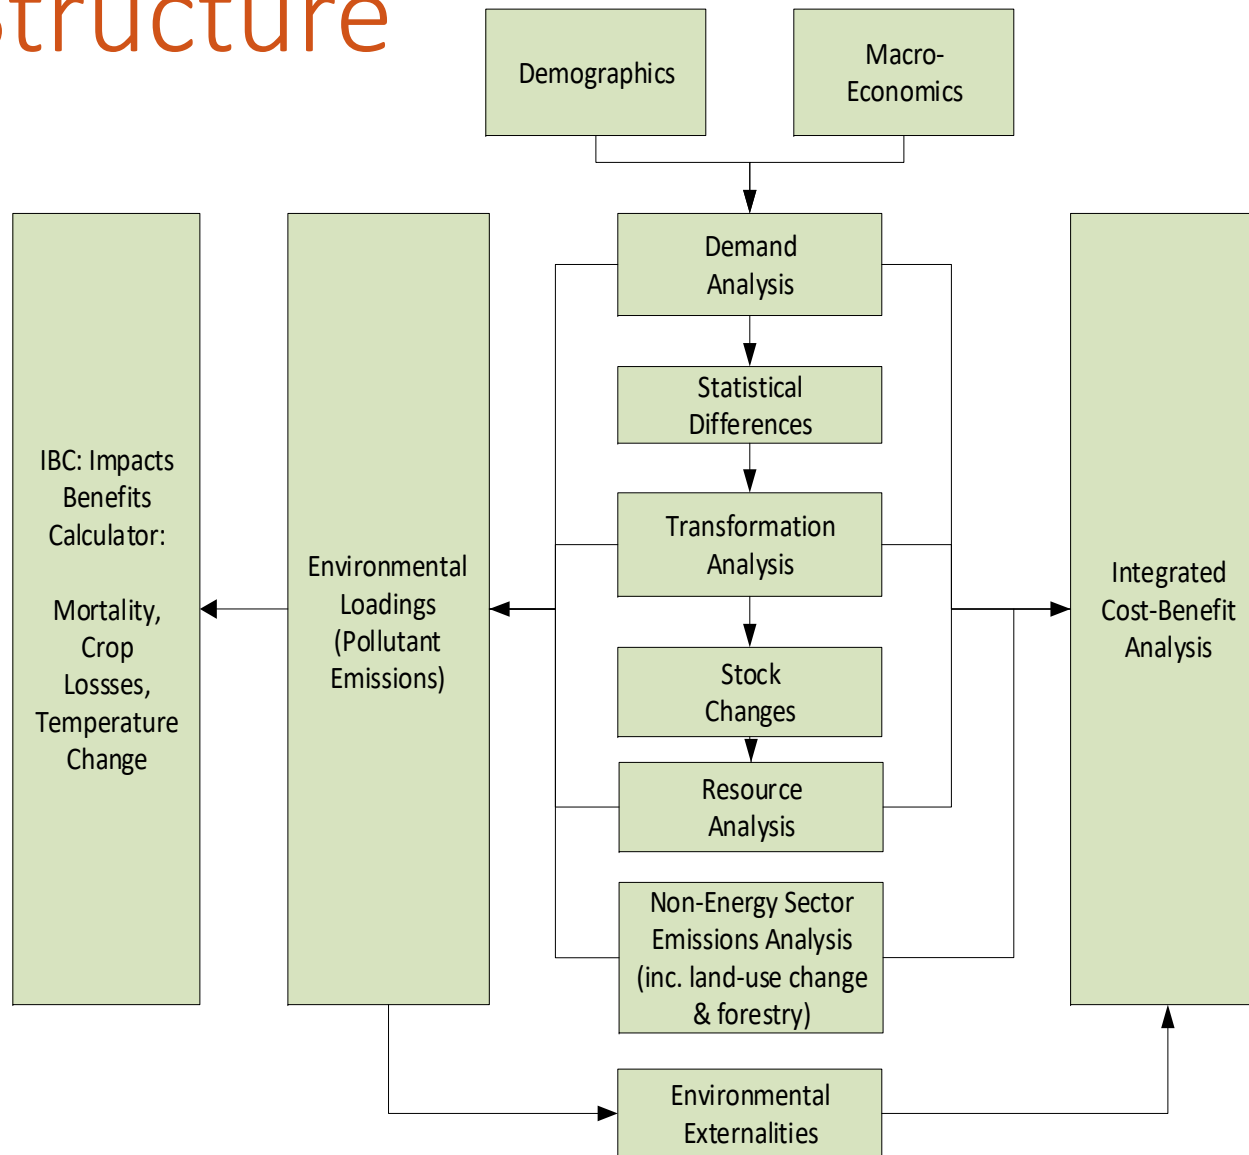 Structure
Demographics
Macro-
Economics
Demand
Analysis
Statistical
Differences
Transformation
Analysis
Stock
Changes
Resource
Analysis
Non-Energy Sector
Emissions Analysis
(inc. land-use change
& forestry)
Environmental
Externalities
IBC: Impacts
Benefits
Calculator:
Mortality,
Crop
Lossses,
Temperature
Change
Environmental
Loadings
(Pollutant
Emissions)
Integrated
Cost-Benefit
Analysis